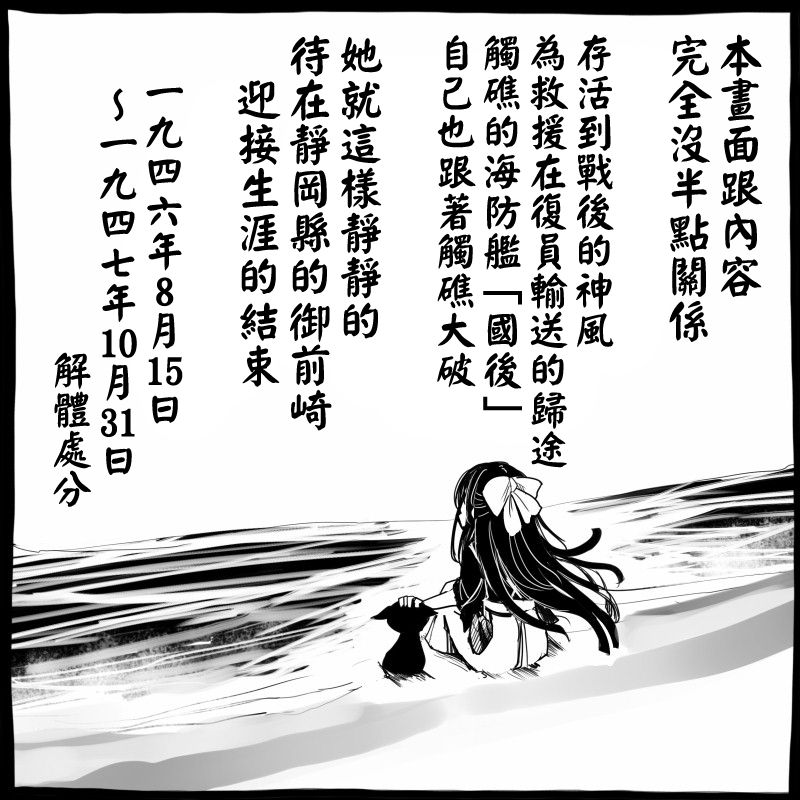 本畫面跟內容
完全沒半點關係
存活到戰後的神風
為救援在復員輸送的歸途
觸礁的海防艦「國後」
自己也跟著觸礁大破
她就這樣靜靜的
待在靜岡縣的御前崎
迎接生涯的結束
一九四六年8月15日
～一九四七年10月31日
解體處分